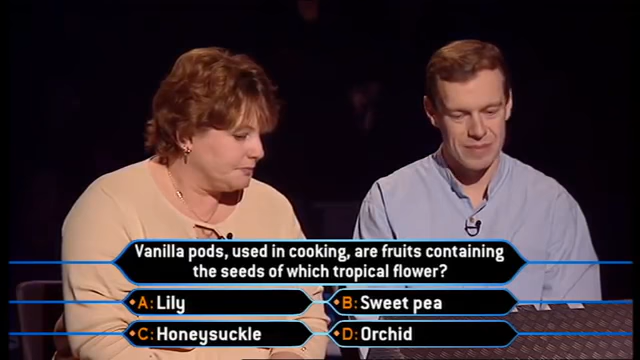 Vanilla pods, used in cooking, are fruits containing
the seeds of which tropical flower?
A: Lily
B: Sweet pea
C: Honeysuckle
D: Orchid